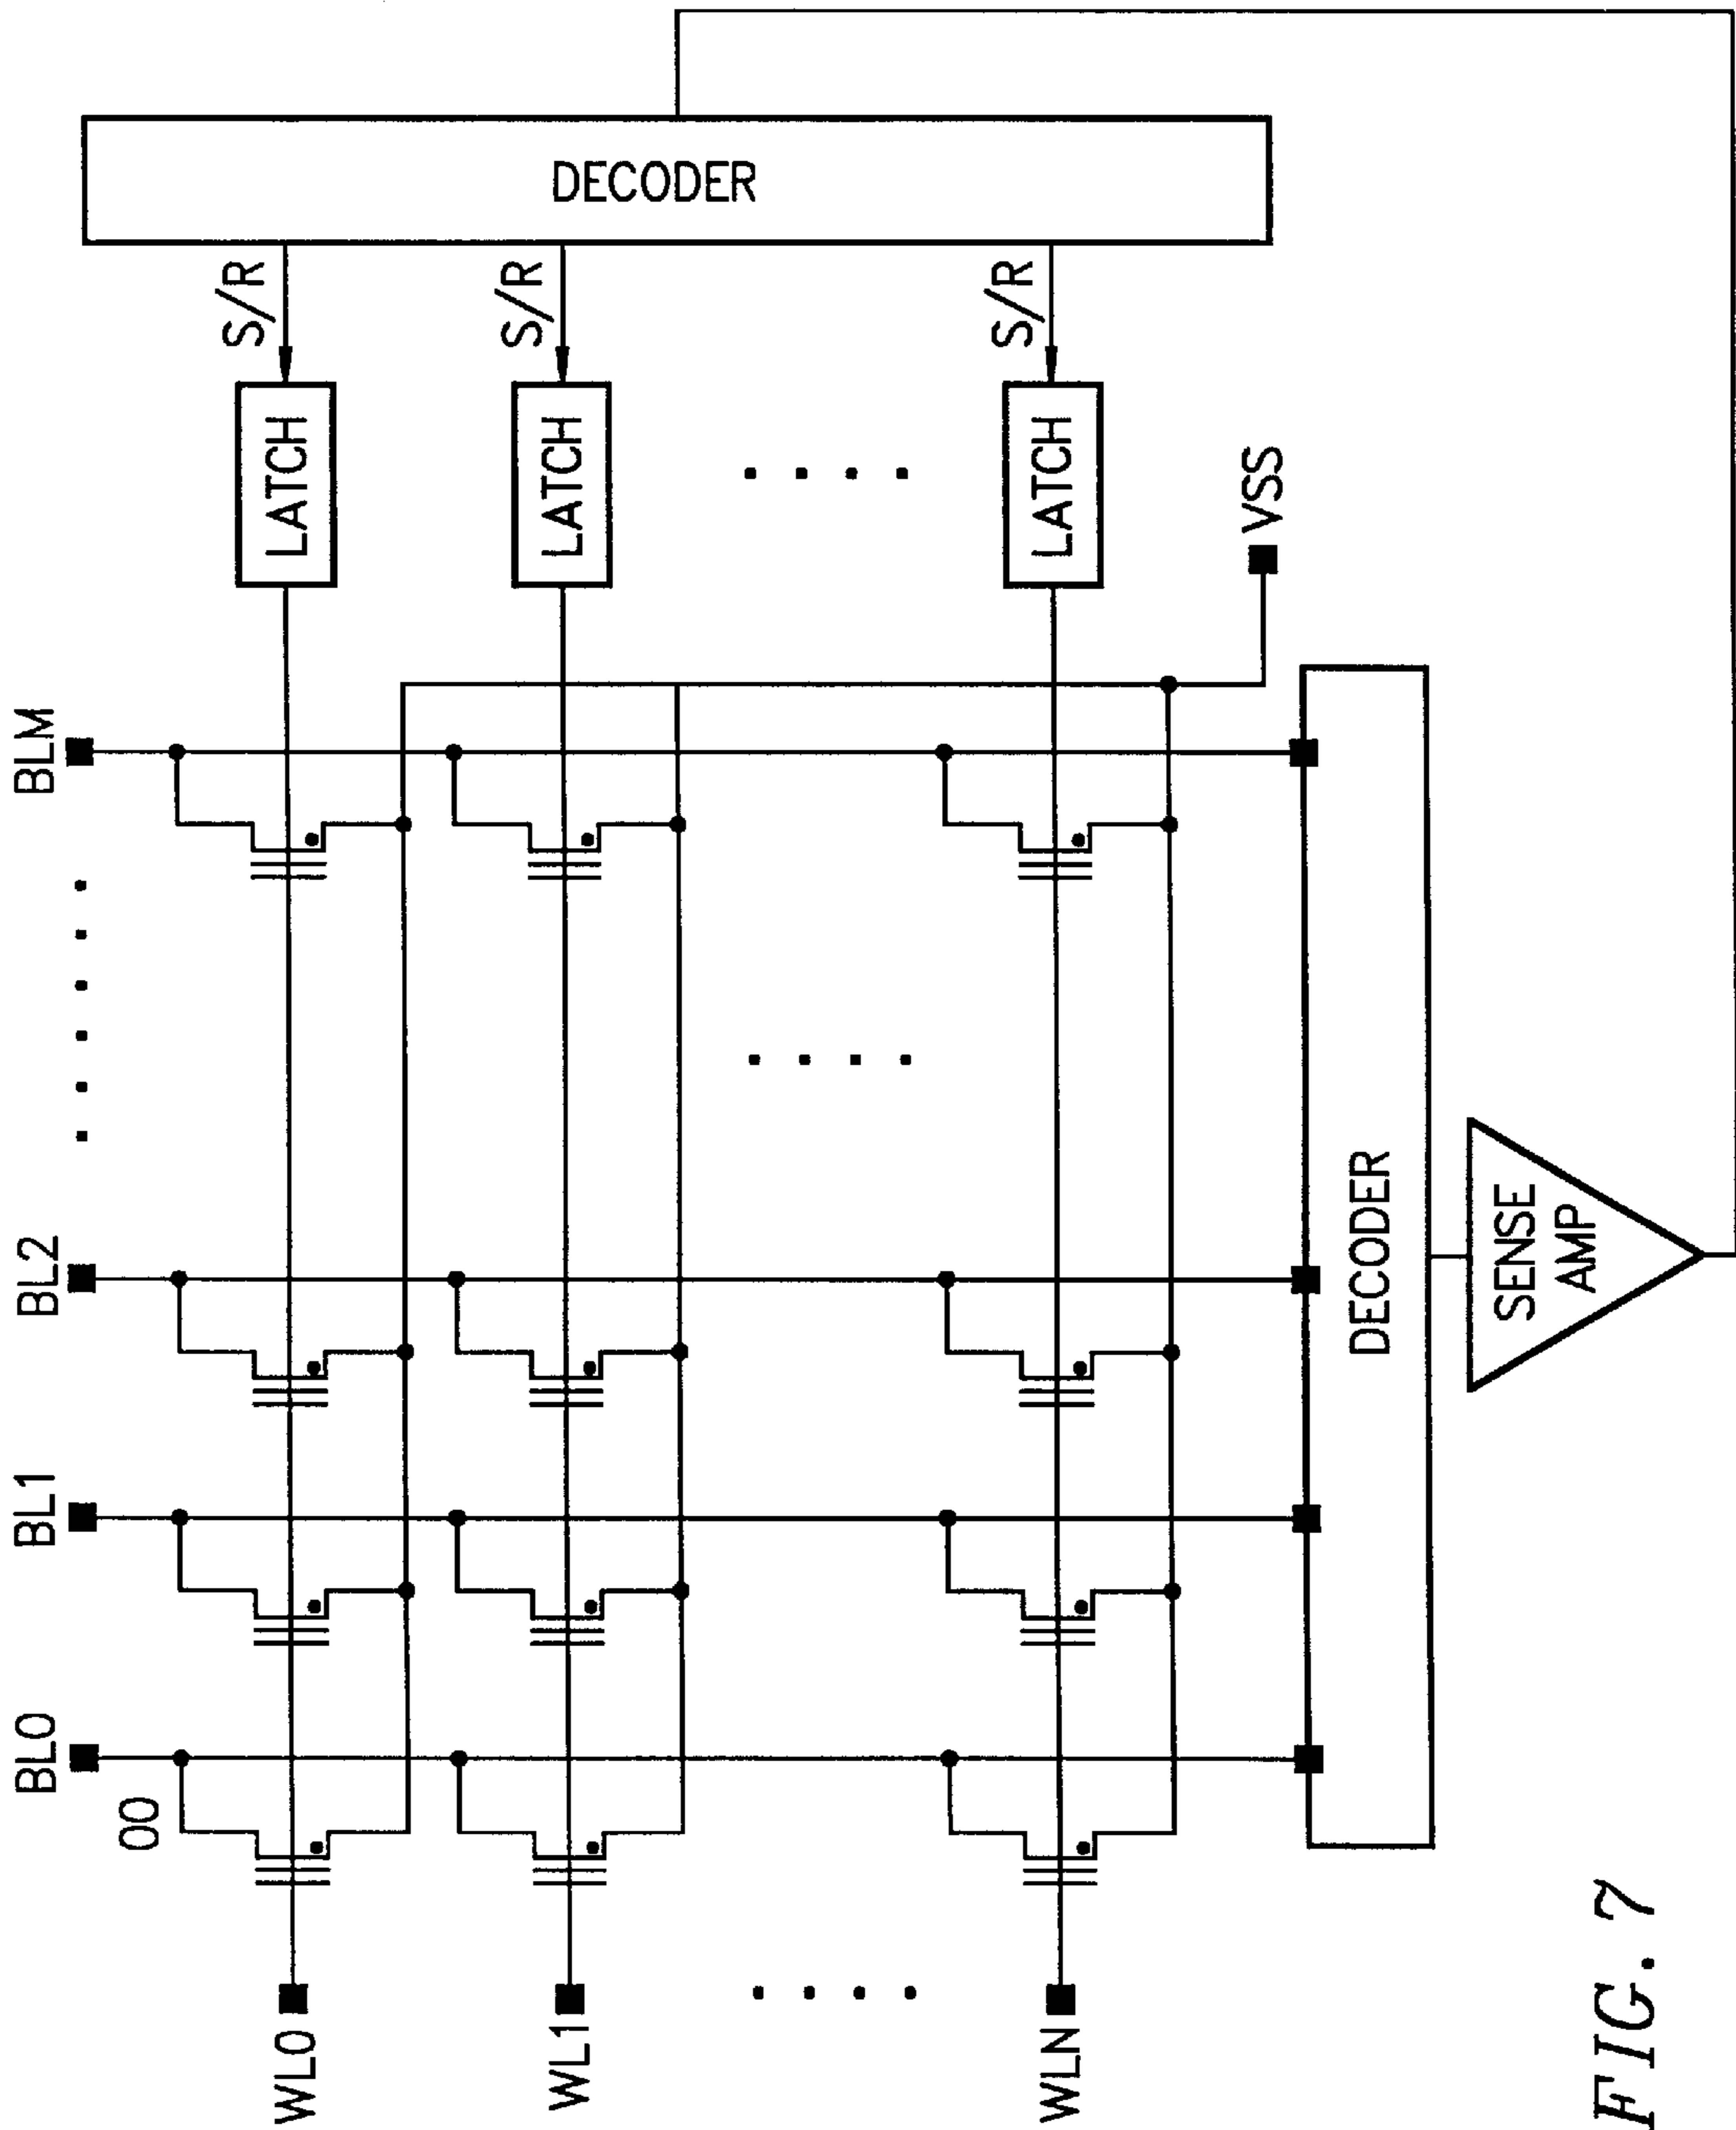 BL0
BL1
BL2
BLM
00
WL0
LATCH
S/R
WL1
LATCH
S/R
WLN
LATCH
S/R
DECODER
VSS
DECODER
SENSE
AMP
FIG. 7